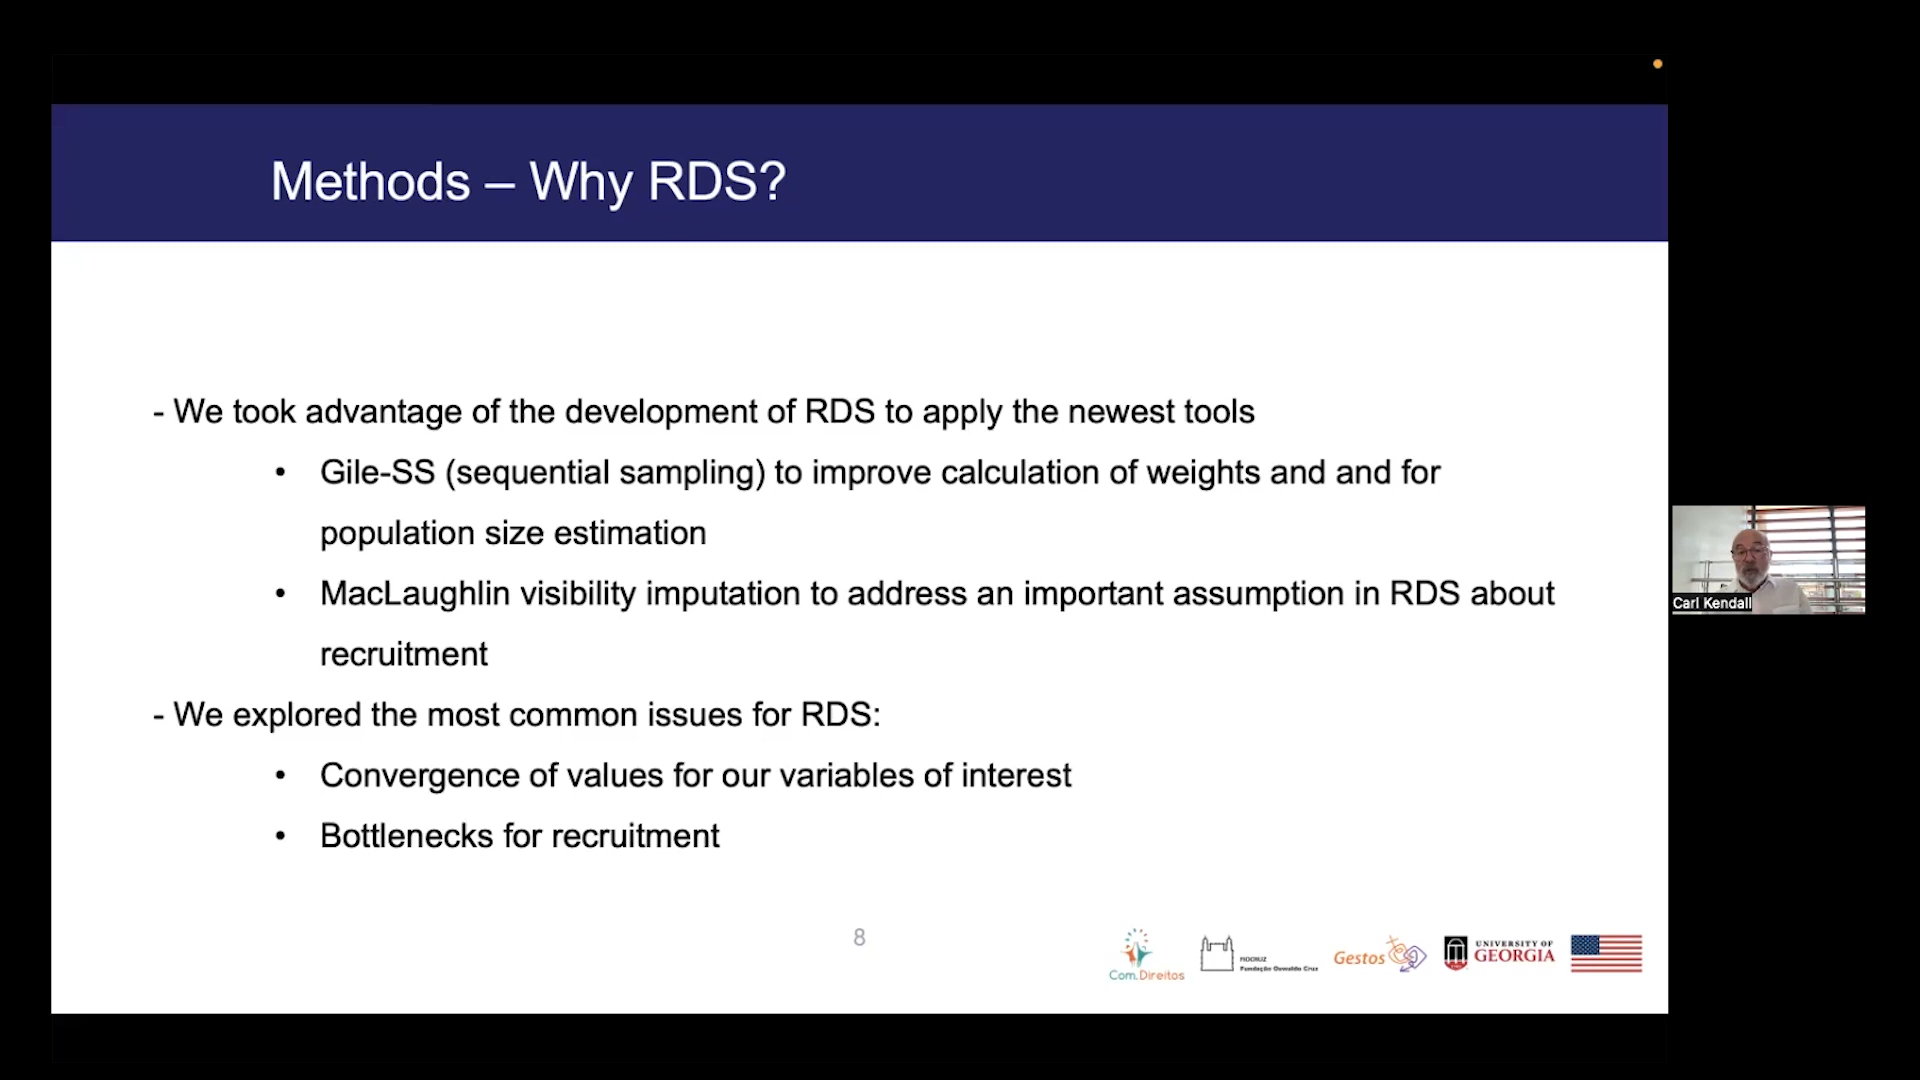 Methods – Why RDS?
- We took advantage of the development of RDS to apply the newest tools
• Gile-SS (sequential sampling) to improve calculation of weights and and for
population size estimation
• MacLaughlin visibility imputation to address an important assumption in RDS about
recruitment
- We explored the most common issues for RDS:
• Convergence of values for our variables of interest
• Bottlenecks for recruitment
Carl Kendall
8
Com.Direitos
FIOCRUZ
Fundação Oswaldo Cruz
Gestos
UNIVERSITY OF
GEORGIA